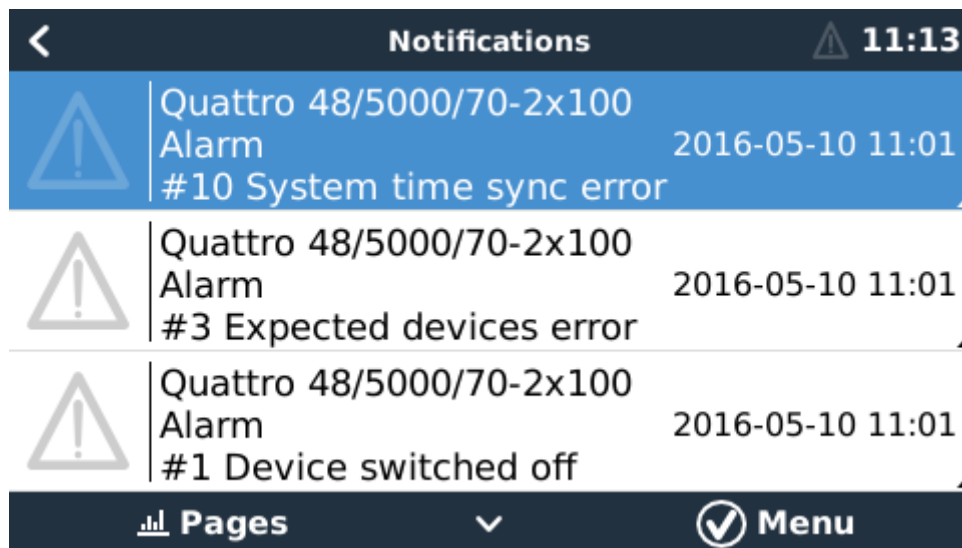 Notifications 11:13
Quattro 48/5000/70-2x100
Alarm 2016-05-10 11:01
#10 System time sync error
Quattro 48/5000/70-2x100
Alarm 2016-05-10 11:01
#3 Expected devices error
Quattro 48/5000/70-2x100
Alarm 2016-05-10 11:01
#1 Device switched off
Pages Menu